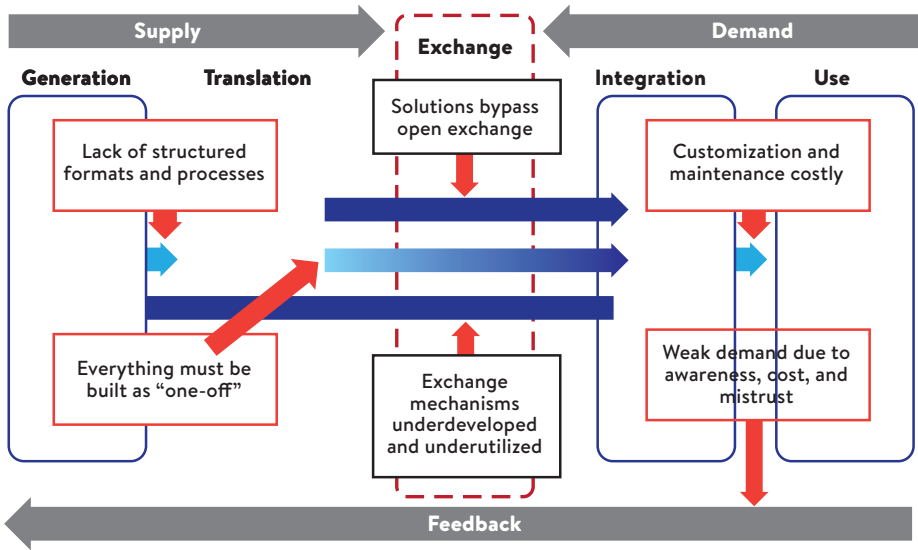 Supply
Exchange
Demand
Generation
Translation
Integration
Use
Solutions bypass
open exchange
Lack of structured
formats and processes
Customization and
maintenance costly
Everything must be
built as “one-off”
Exchange
mechanisms
underdeveloped
and underutilized
Weak demand due to
awareness, cost, and
mistrust
Feedback